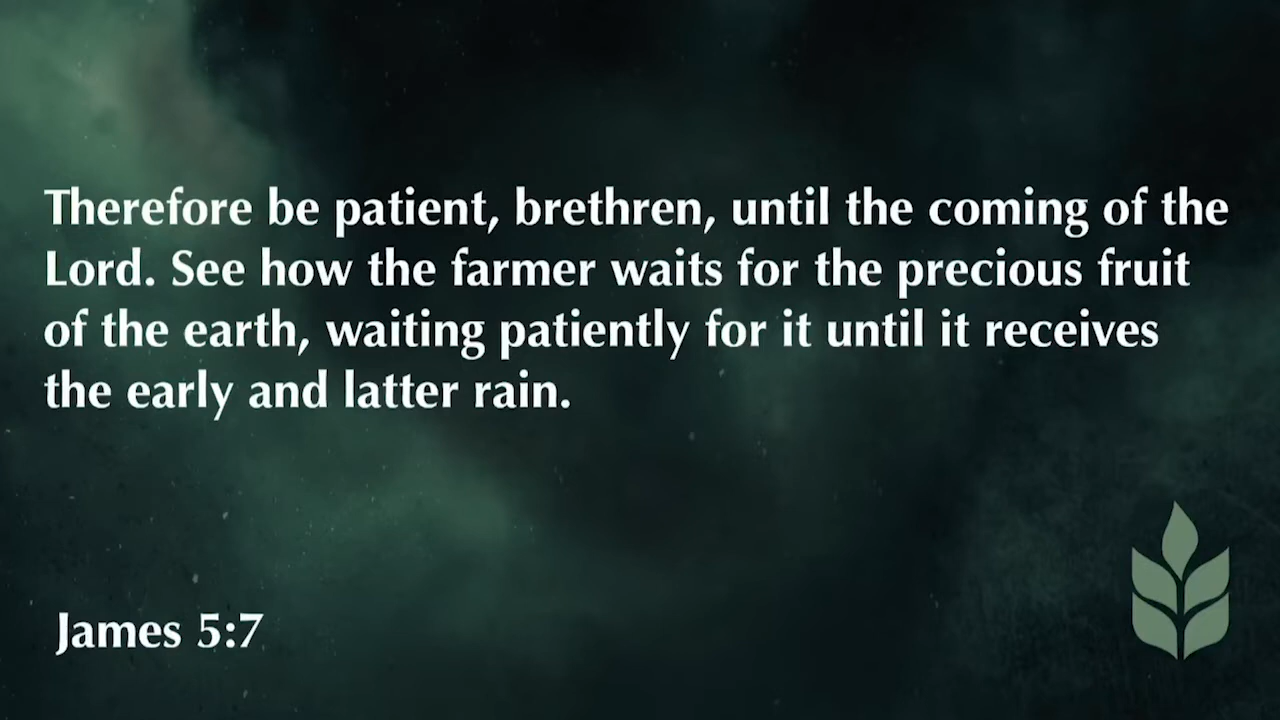 Therefore be patient, brethren, until the coming of the
Lord. See how the farmer waits for the precious fruit
of the earth, waiting patiently for it until it receives
the early and latter rain.
James 5:7